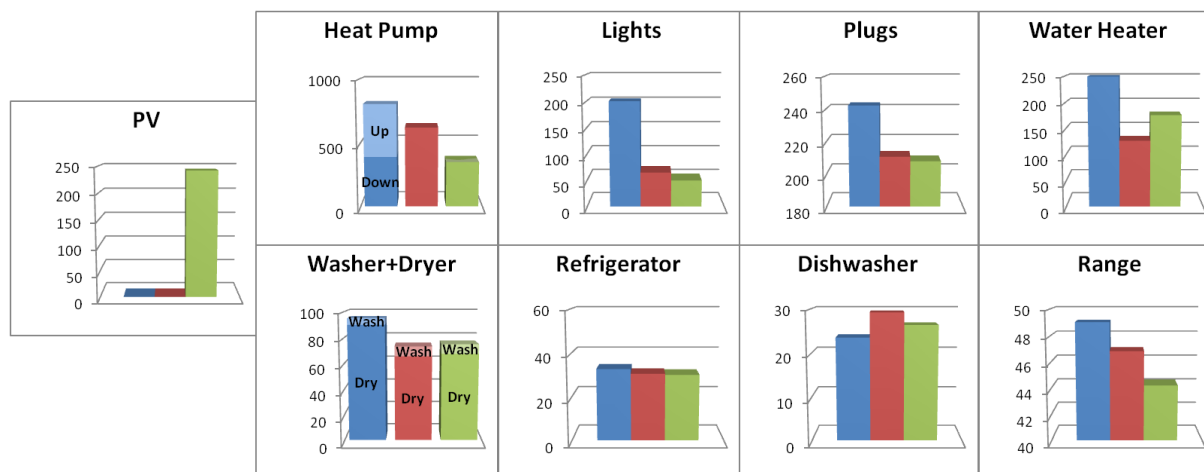 PV
250
200
150
100
50
0
Heat Pump
1000
500
0
Up
Down
Lights
250
200
150
100
50
0
Plugs
260
240
220
200
180
Water Heater
250
200
150
100
50
0
Washer+Dryer
100
80
60
40
20
0
Wash
Wash
Wash
Dry
Dry
Dry
Refrigerator
60
40
20
0
Dishwasher
30
20
10
0
Range
50
48
46
44
42
40